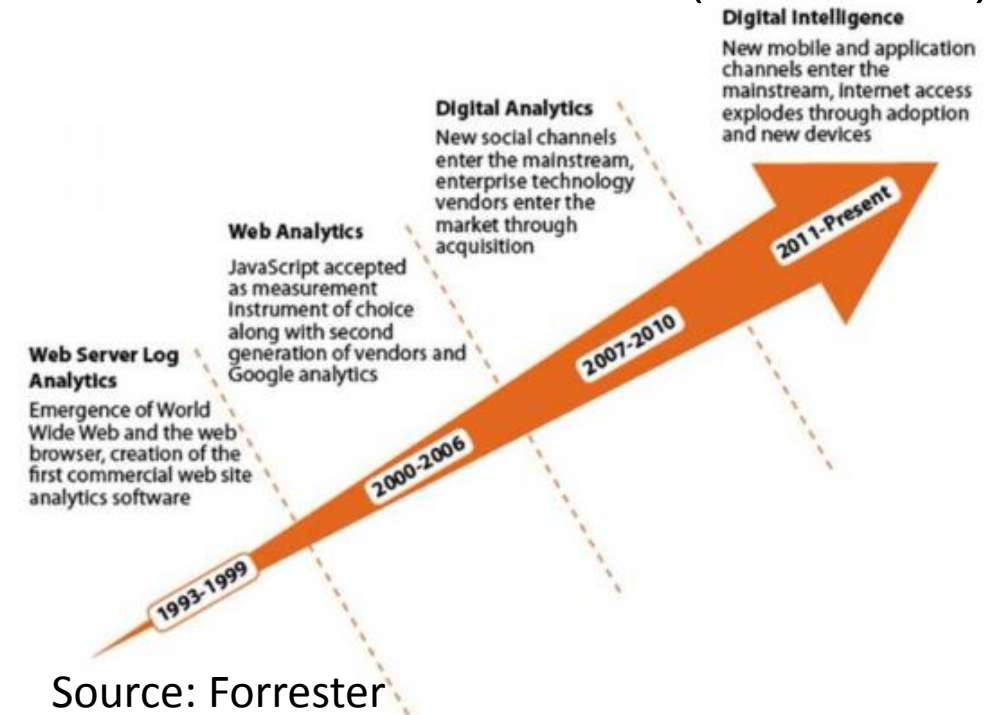 Digital Intelligence
New mobile and application
channels enter the
mainstream, Internet access
explodes through adoption
and new devices
Digital Analytics
New social channels
enter the mainstream,
enterprise technology
vendors enter the
market through
acquisition
Web Analytics
JavaScript accepted
as measurement
instrument of choice
along with second
generation of vendors and
Google analytics
Web Server Log
Analytics
Emergence of World
Wide Web and the web
browser, creation of the
first commercial web site
analytics software
1993-1999
2000-2006
2007-2010
2011-Present
Source: Forrester